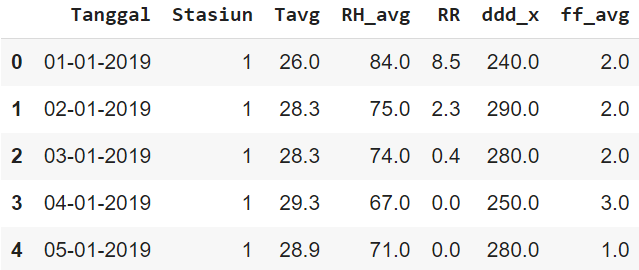 Tanggal Stasiun Tavg RH_avg RR ddd_x ff_avg
0 01-01-2019 1 26.0 84.0 8.5 240.0 2.0
1 02-01-2019 1 28.3 75.0 2.3 290.0 2.0
2 03-01-2019 1 28.3 74.0 0.4 280.0 2.0
3 04-01-2019 1 29.3 67.0 0.0 250.0 3.0
4 05-01-2019 1 28.9 71.0 0.0 280.0 1.0